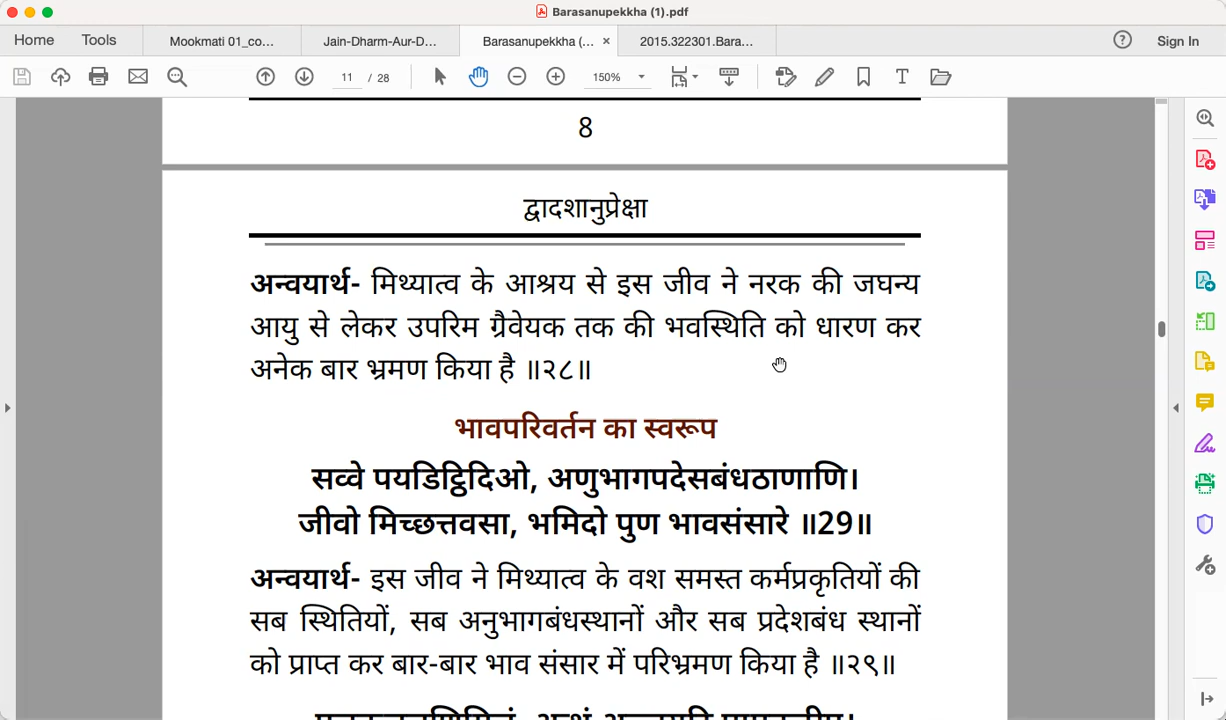 Barasanupekkha (1).pdf
Home Tools Mookmati 01_co... Jain-Dharm-Aur-D... Barasanupekkha (... × 2015.322301.Bara... Sign In
11 / 28 150%
8
द्वादशानुप्रेक्षा
अन्वयार्थ- मिथ्यात्व के आश्रय से इस जीव ने नरक की जघन्य
आयु से लेकर उपरिम ग्रैवेयक तक की भवस्थिति को धारण कर
अनेक बार भ्रमण किया है ॥२८॥
भावपरिवर्तन का स्वरूप
सव्वे पयडिट्ठिदिओ, अणुभागपदेसबंधठाणाणि।
जीवो मिच्छत्तवसा, भमिदो पुण भावसंसारे ॥29॥
अन्वयार्थ- इस जीव ने मिथ्यात्व के वश समस्त कर्मप्रकृतियों की
सब स्थितियों, सब अनुभागबंधस्थानों और सब प्रदेशबंध स्थानों
को प्राप्त कर बार-बार भाव संसार में परिभ्रमण किया है ॥२९॥